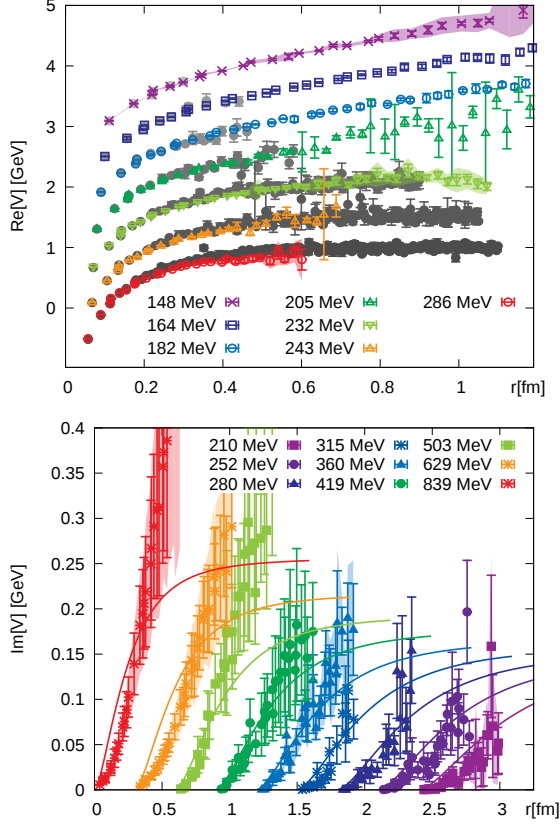 5
4
3
2
1
0
Re[V] [GeV]
148 MeV 205 MeV 286 MeV
164 MeV 232 MeV
182 MeV 243 MeV
0 0.2 0.4 0.6 0.8 1 r[fm]
0.4
0.3
0.2
0.1
0.05
0
0.15
0.25
0.35
Im[V] [GeV]
210 MeV 315 MeV 503 MeV
252 MeV 360 MeV 629 MeV
280 MeV 419 MeV 839 MeV
0 0.5 1 1.5 2 2.5 3 r[fm]